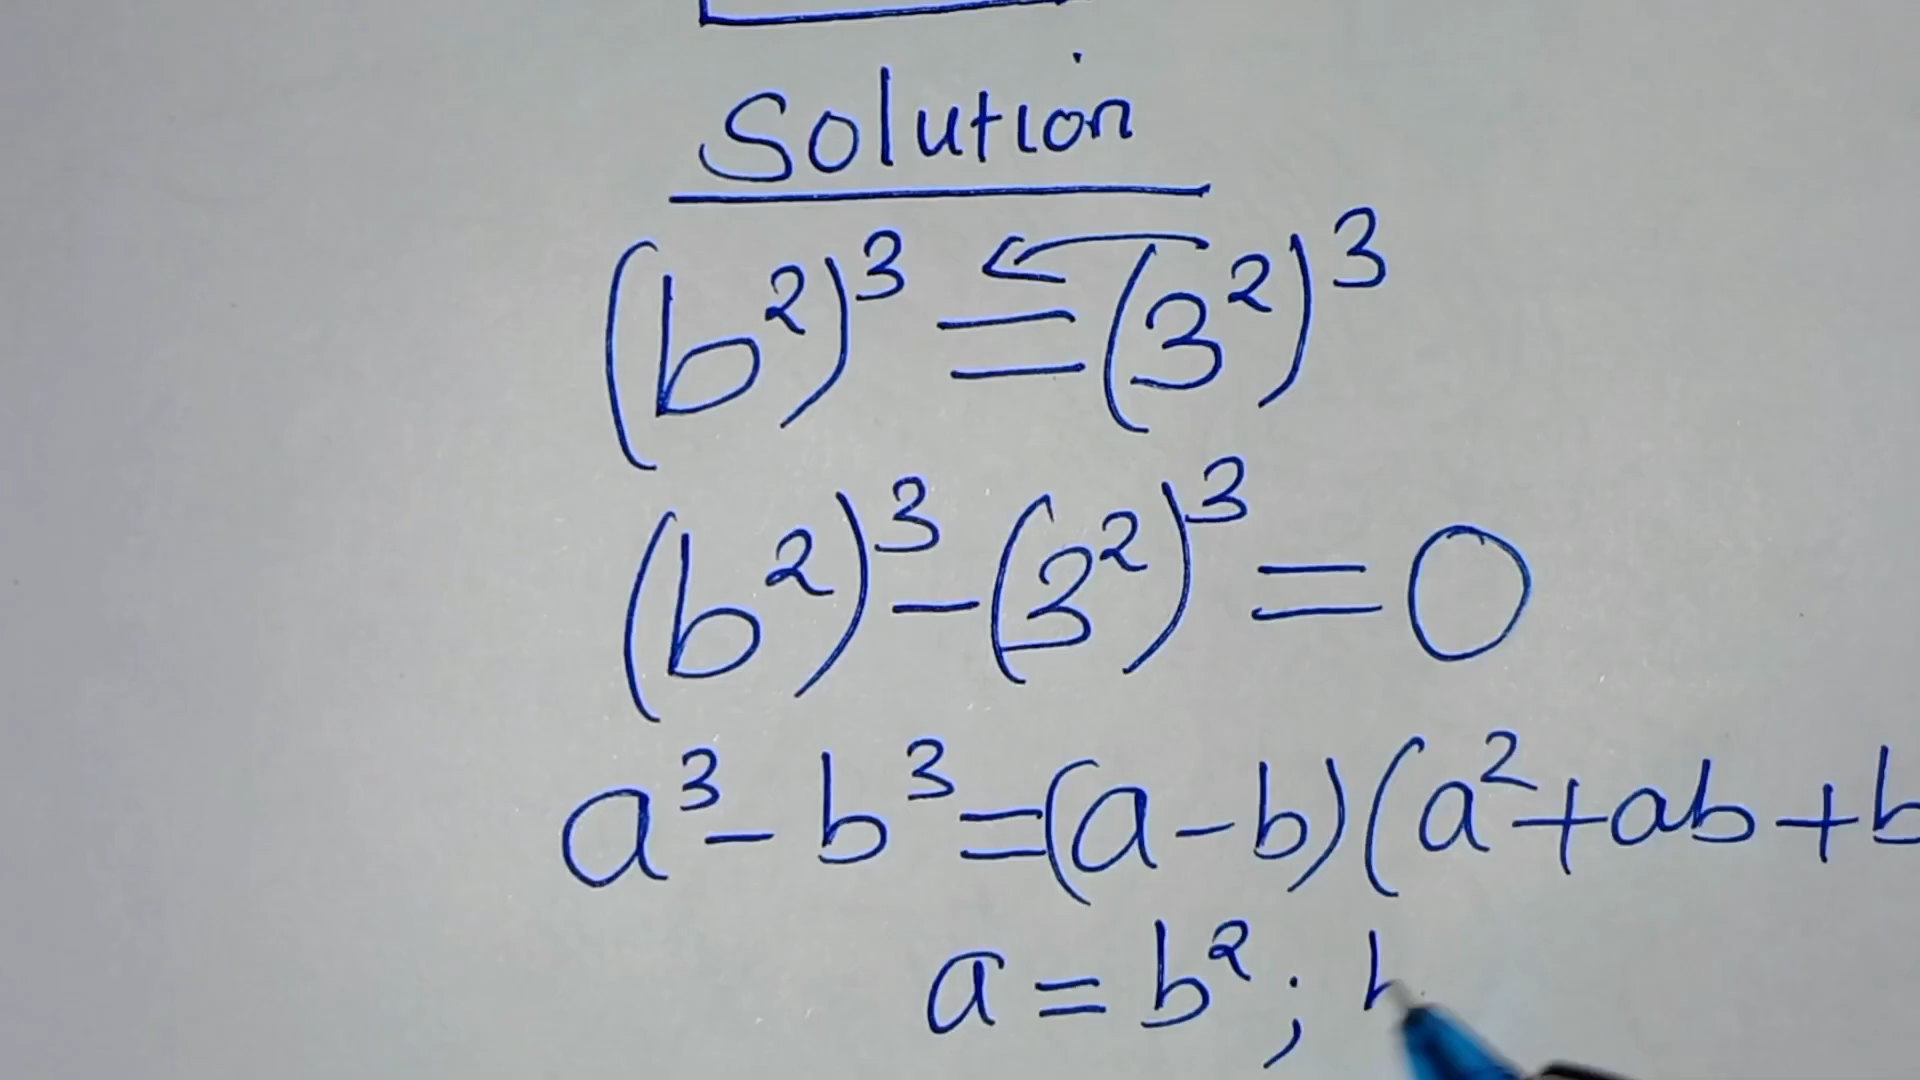 Solution
(b²)³ = (3²)³
(b²)³ - (3²)³ = 0
a³ - b³ = (a - b)(a² + ab + b
a = b² ; b